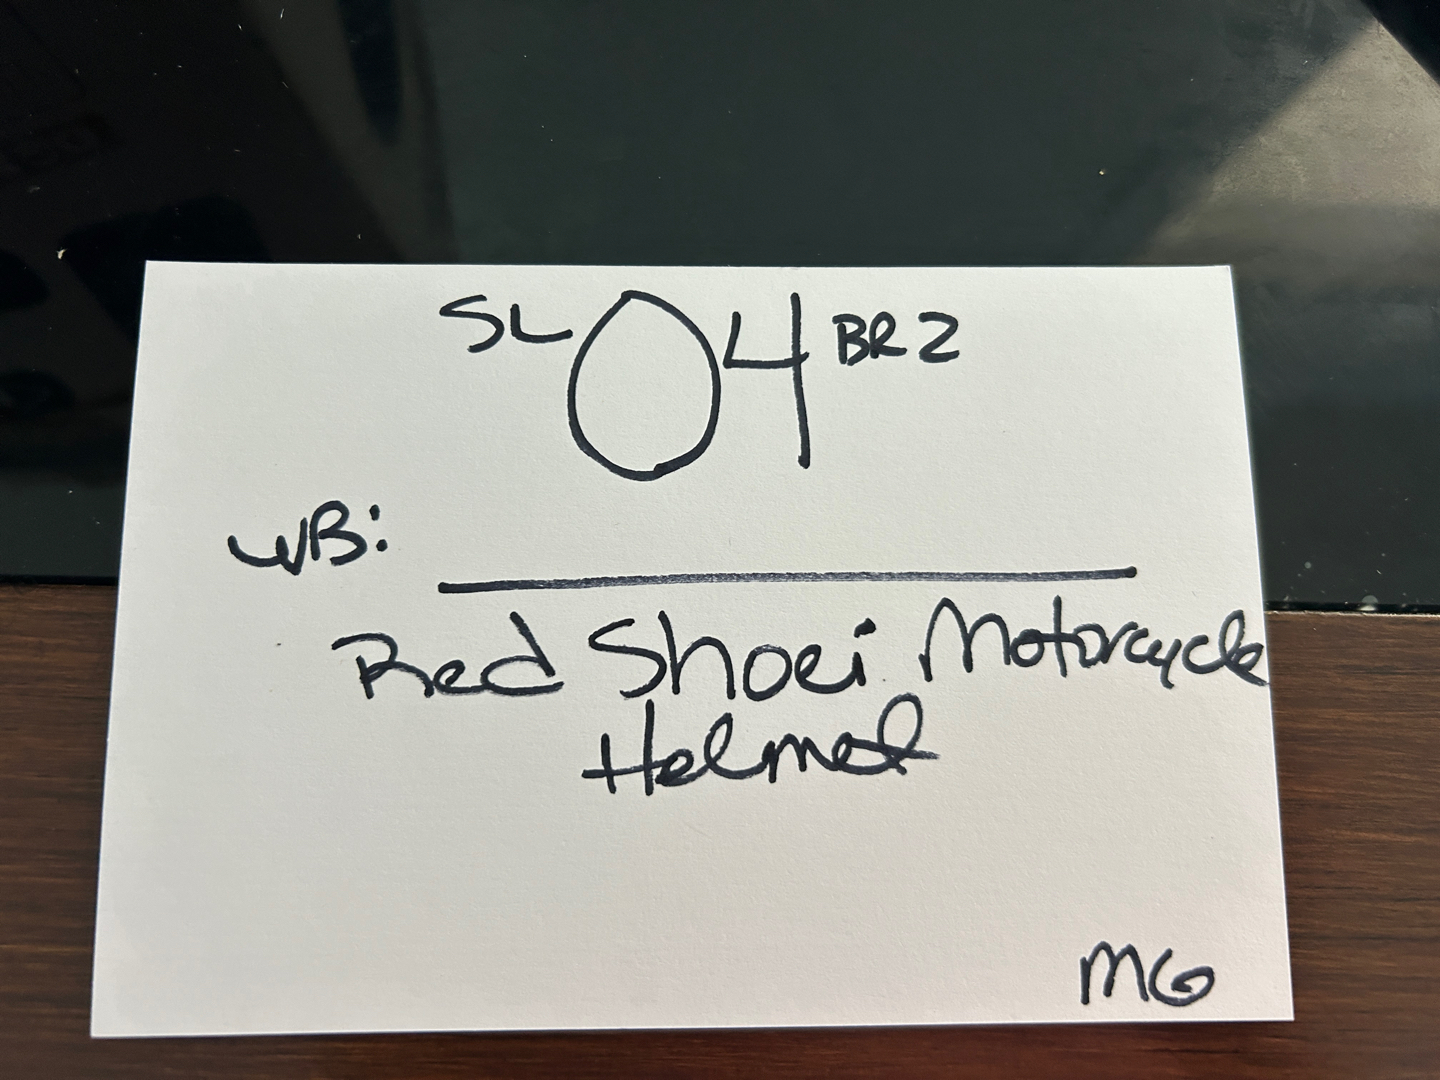 SL 04 BR2
WB:
Red Shoei Motorcycle
Helmet
MG